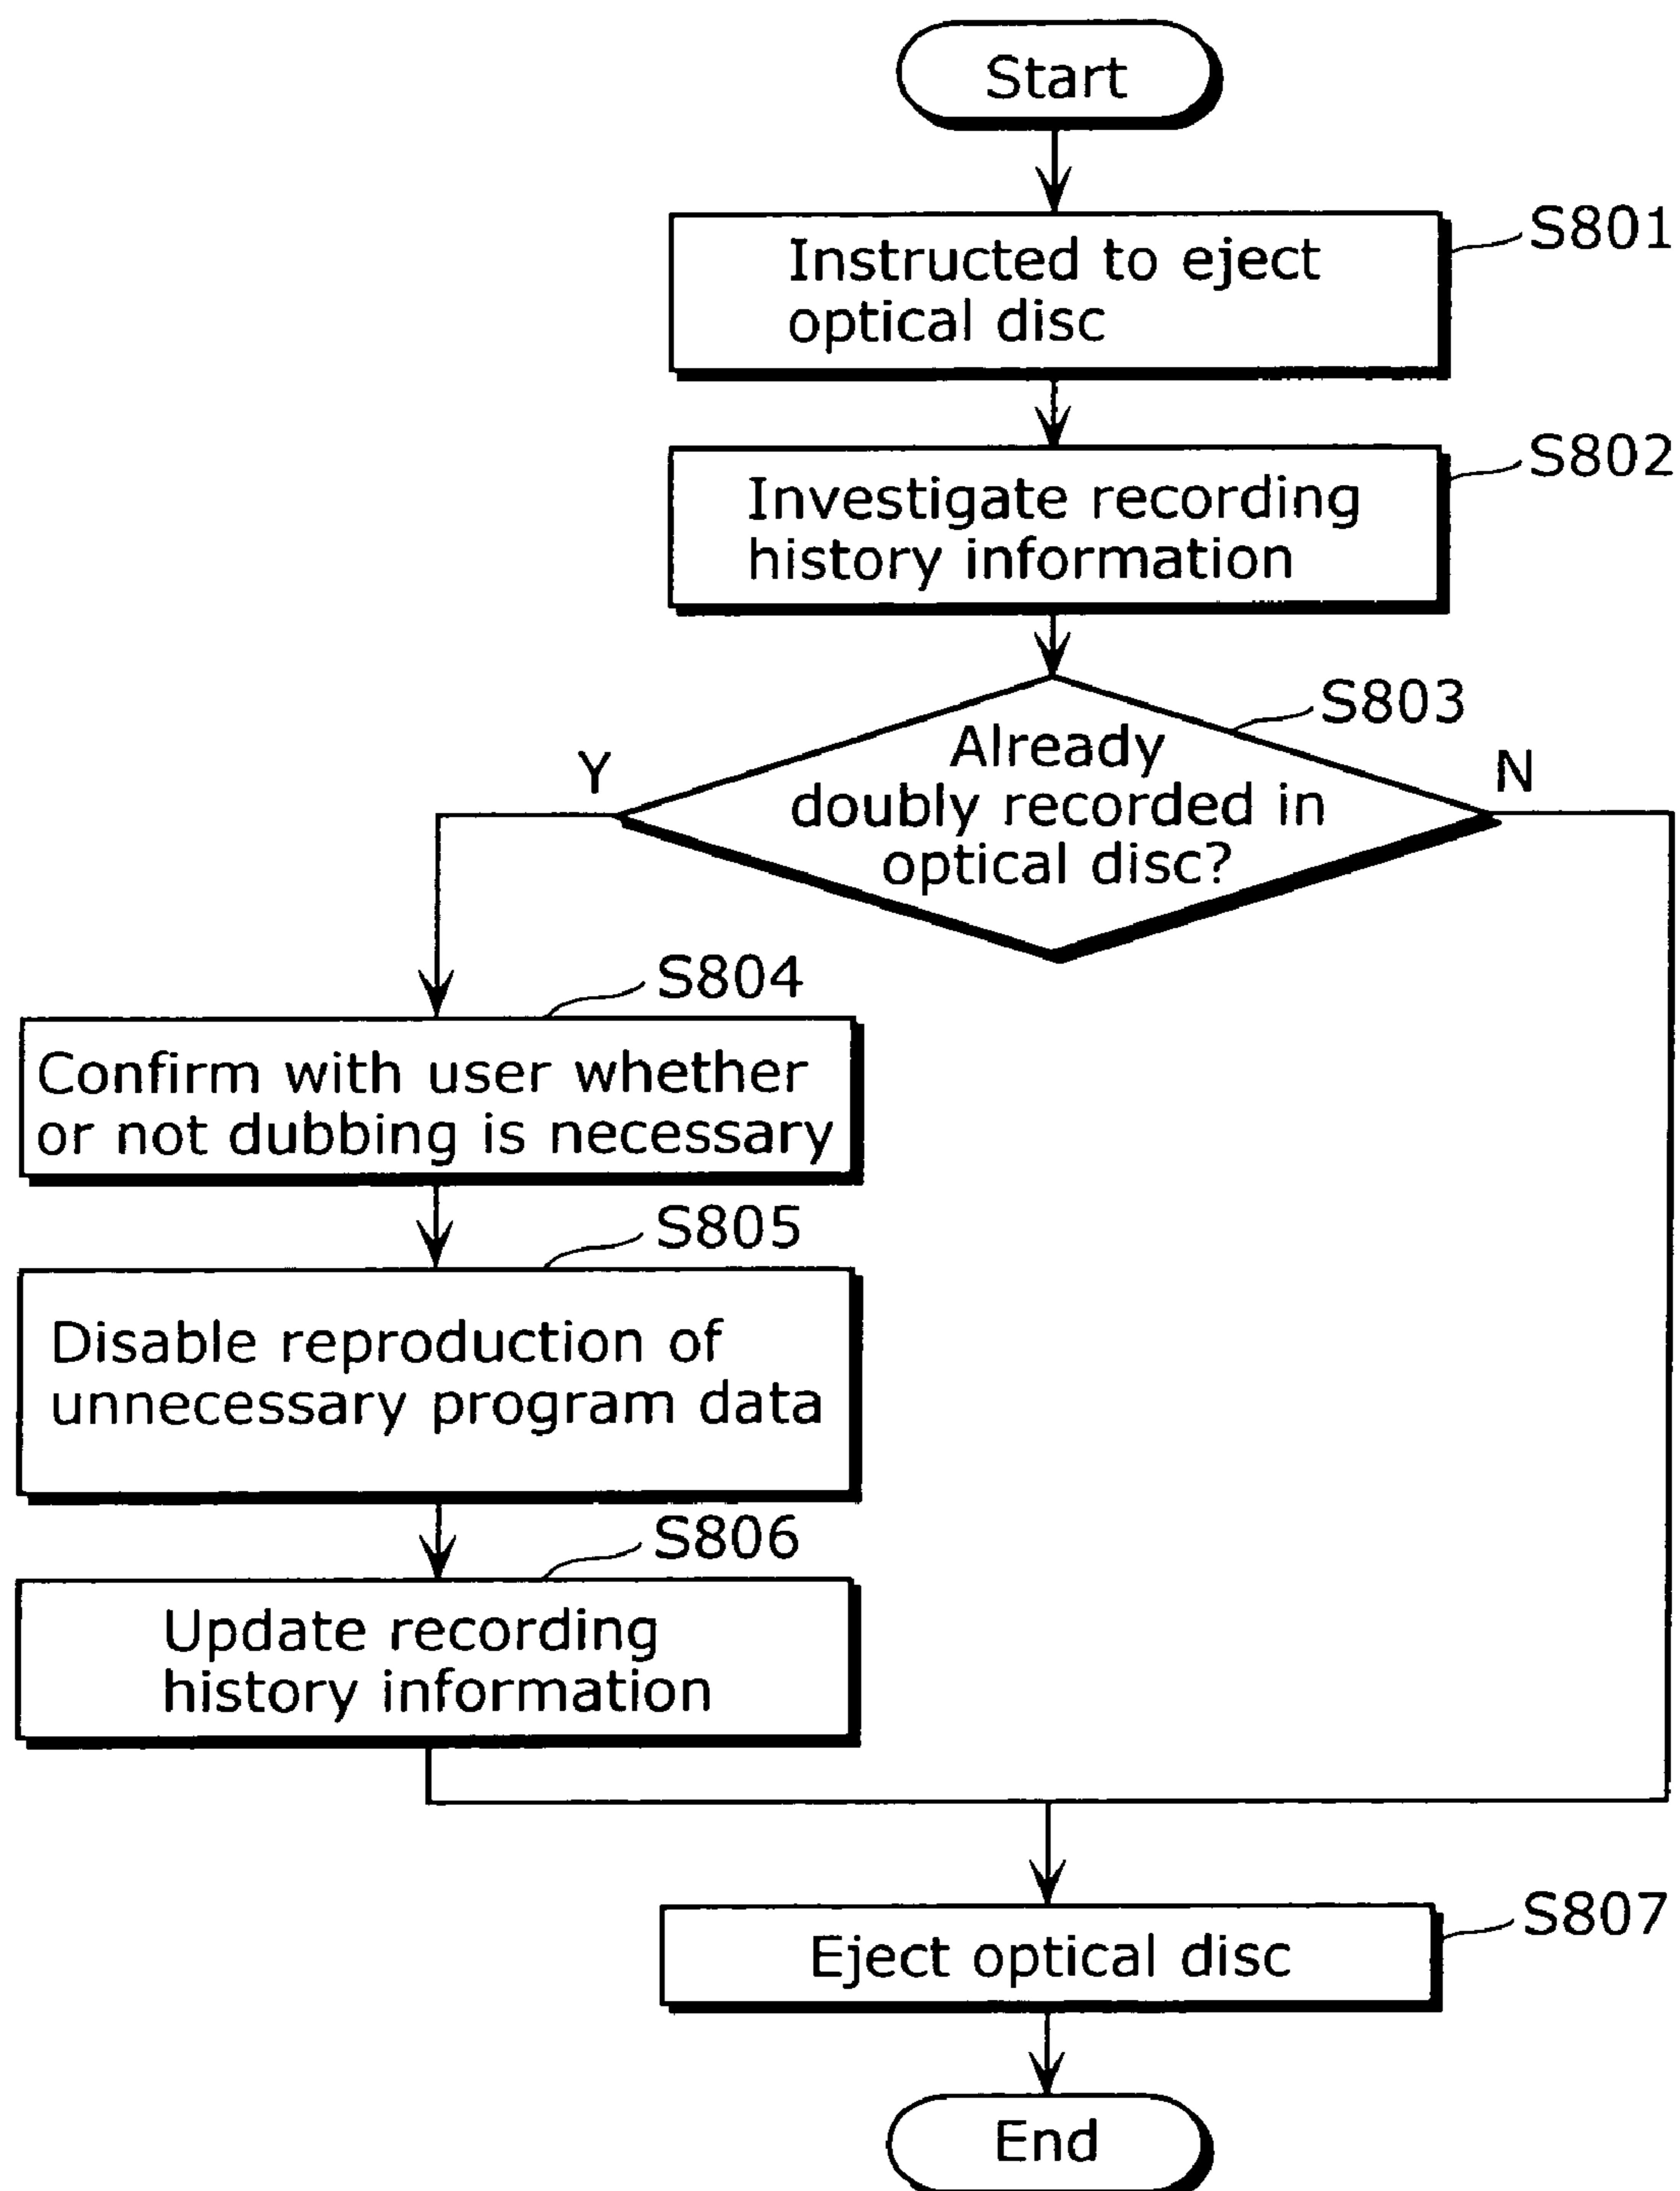 Start
S801
Instructed to eject
optical disc
S802
Investigate recording
history information
S803
Already
doubly recorded in
optical disc?
Y
N
S804
Confirm with user whether
or not dubbing is necessary
S805
Disable reproduction of
unnecessary program data
S806
Update recording
history information
S807
Eject optical disc
End